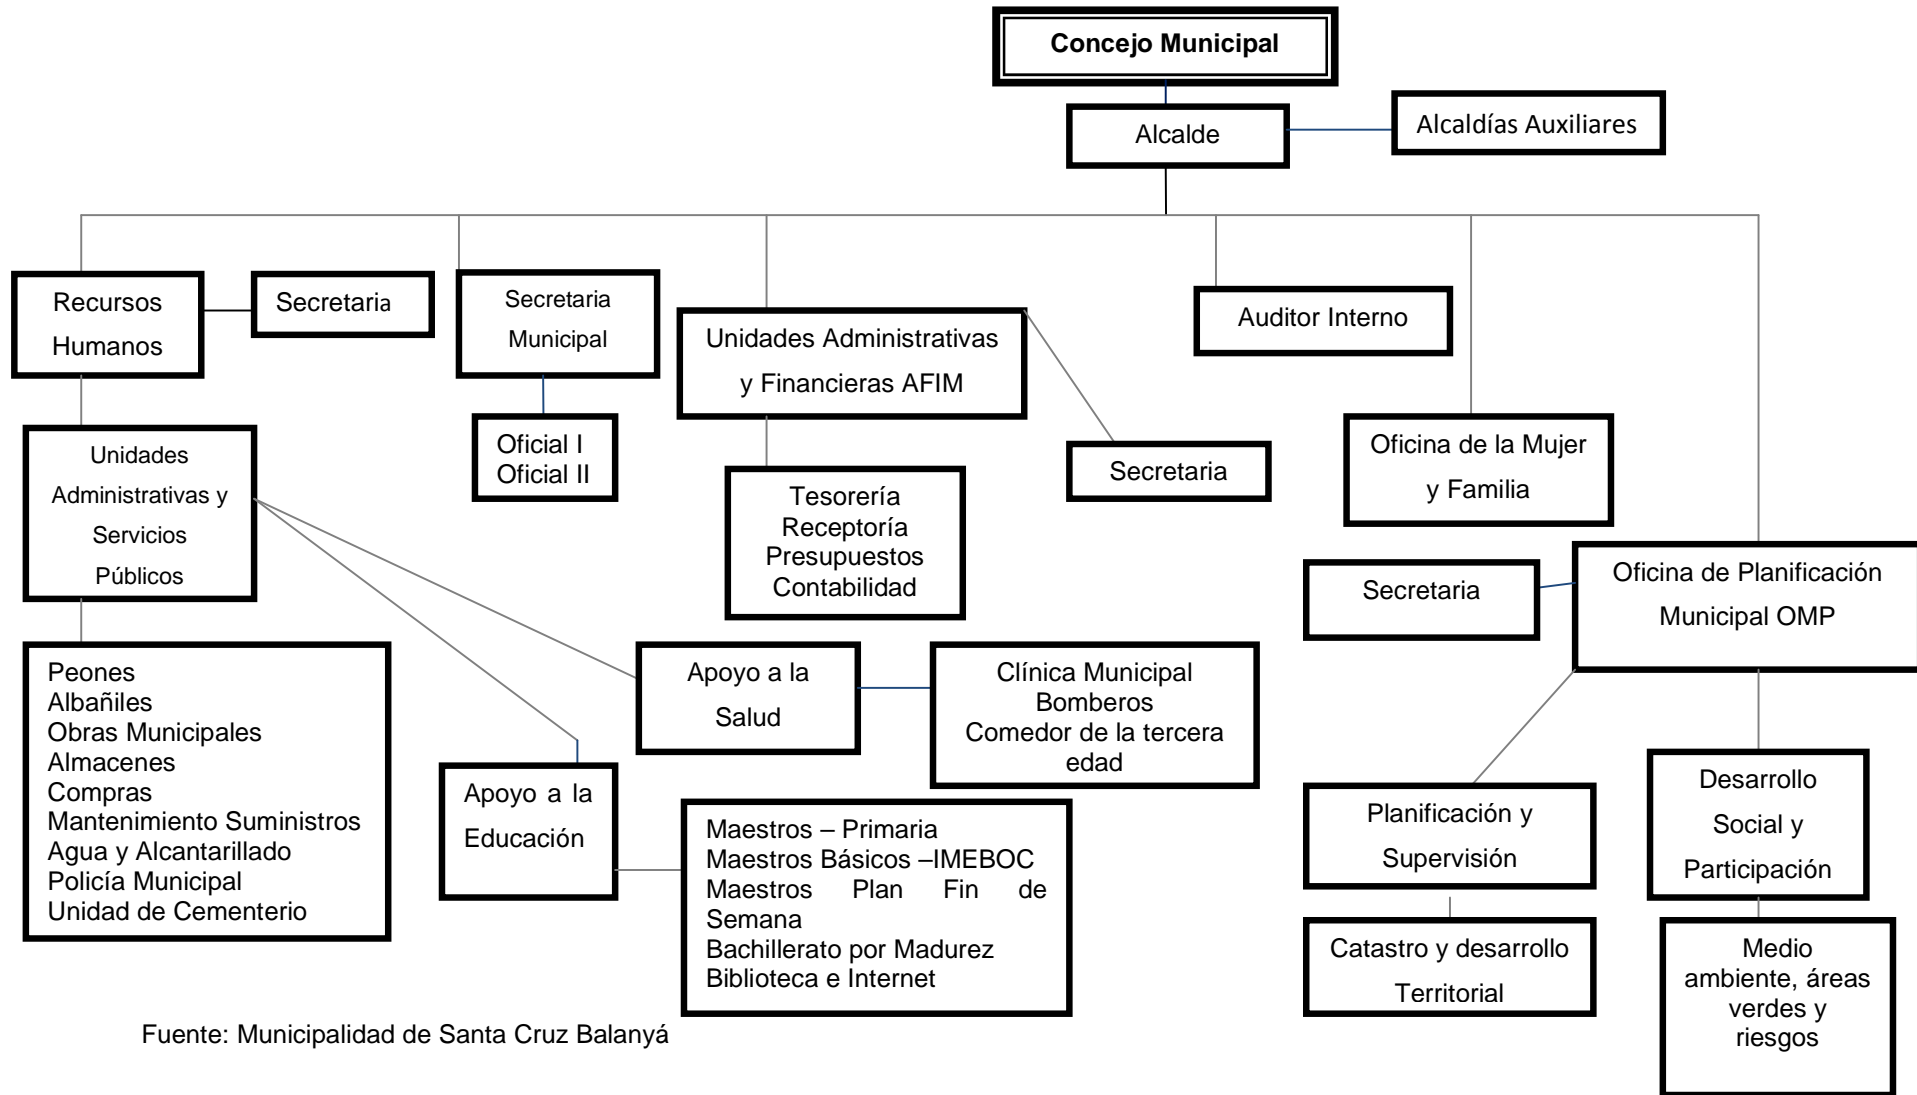 Concejo Municipal
Alcalde
Alcaldías Auxiliares
Recursos
Humanos
Secretaria
Secretaria
Municipal
Unidades Administrativas
y Financieras AFIM
Auditor Interno
Unidades
Administrativas y
Servicios
Públicos
Oficial I
Oficial II
Tesorería
Receptoría
Presupuestos
Contabilidad
Secretaria
Oficina de la Mujer
y Familia
Secretaria
Oficina de Planificación
Municipal OMP
Peones
Albañiles
Obras Municipales
Almacenes
Compras
Mantenimiento Suministros
Agua y Alcantarillado
Policía Municipal
Unidad de Cementerio
Apoyo a la
Salud
Clínica Municipal
Bomberos
Comedor de la tercera
edad
Apoyo a la
Educación
Maestros – Primaria
Maestros Básicos –IMEBOC
Maestros Plan Fin de
Semana
Bachillerato por Madurez
Biblioteca e Internet
Planificación y
Supervisión
Desarrollo
Social y
Participación
Catastro y desarrollo
Territorial
Medio
ambiente, áreas
verdes y
riesgos
Fuente: Municipalidad de Santa Cruz Balanyá